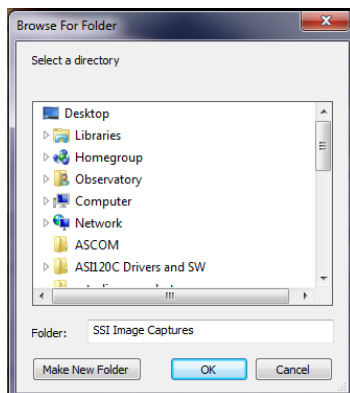 Browse For Folder
Select a directory
Desktop
Libraries
Homegroup
Observatory
Computer
Network
ASCOM
ASI120C Drivers and SW
Folder: SSI Image Captures
Make New Folder OK Cancel